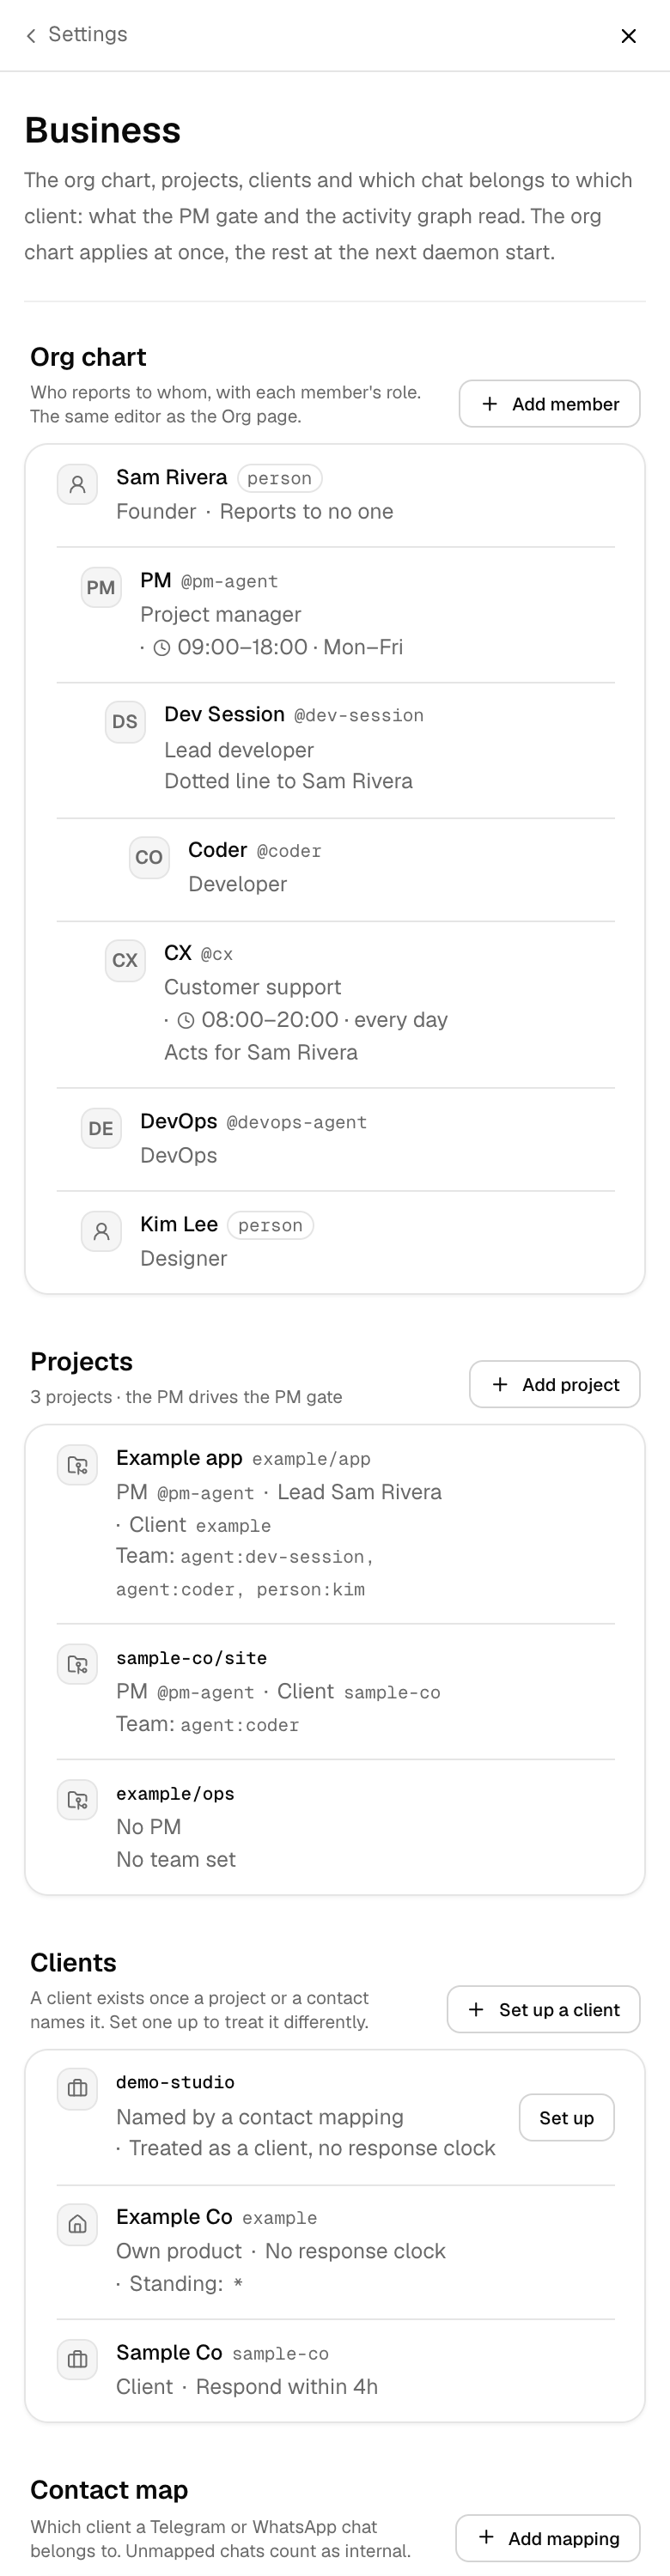 Settings
Business
The org chart, projects, clients and which chat belongs to which
client: what the PM gate and the activity graph read. The org
chart applies at once, the rest at the next daemon start.
Org chart
Who reports to whom, with each member's role.
The same editor as the Org page.
Add member
Sam Rivera person
Founder · Reports to no one
PM PM @pm-agent
Project manager
· 09:00–18:00 · Mon–Fri
DS Dev Session @dev-session
Lead developer
Dotted line to Sam Rivera
CO Coder @coder
Developer
CX CX @cx
Customer support
· 08:00–20:00 · every day
Acts for Sam Rivera
DE DevOps @devops-agent
DevOps
Kim Lee person
Designer
Projects
3 projects · the PM drives the PM gate
Add project
Example app example/app
PM @pm-agent · Lead Sam Rivera
· Client example
Team: agent:dev-session,
agent:coder, person:kim
sample-co/site
PM @pm-agent · Client sample-co
Team: agent:coder
example/ops
No PM
No team set
Clients
A client exists once a project or a contact
names it. Set one up to treat it differently.
Set up a client
demo-studio
Named by a contact mapping
· Treated as a client, no response clock
Set up
Example Co example
Own product · No response clock
· Standing: *
Sample Co sample-co
Client · Respond within 4h
Contact map
Which client a Telegram or WhatsApp chat
belongs to. Unmapped chats count as internal.
Add mapping